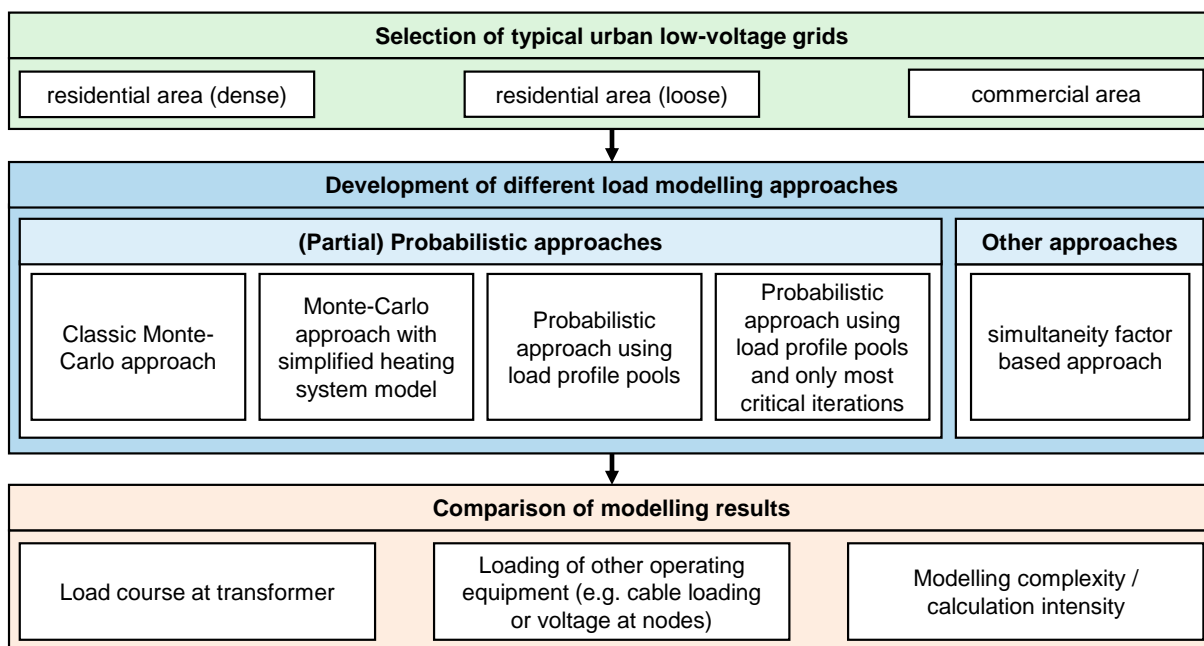 Selection of typical urban low-voltage grids
residential area (dense)
residential area (loose)
commercial area
Development of different load modelling approaches
(Partial) Probabilistic approaches
Other approaches
Classic Monte-
Carlo approach
Monte-Carlo
approach with
simplified heating
system model
Probabilistic
approach using
load profile pools
Probabilistic
approach using
load profile pools
and only most
critical iterations
simultaneity factor
based approach
Comparison of modelling results
Load course at transformer
Loading of other operating
equipment (e.g. cable loading
or voltage at nodes)
Modelling complexity /
calculation intensity